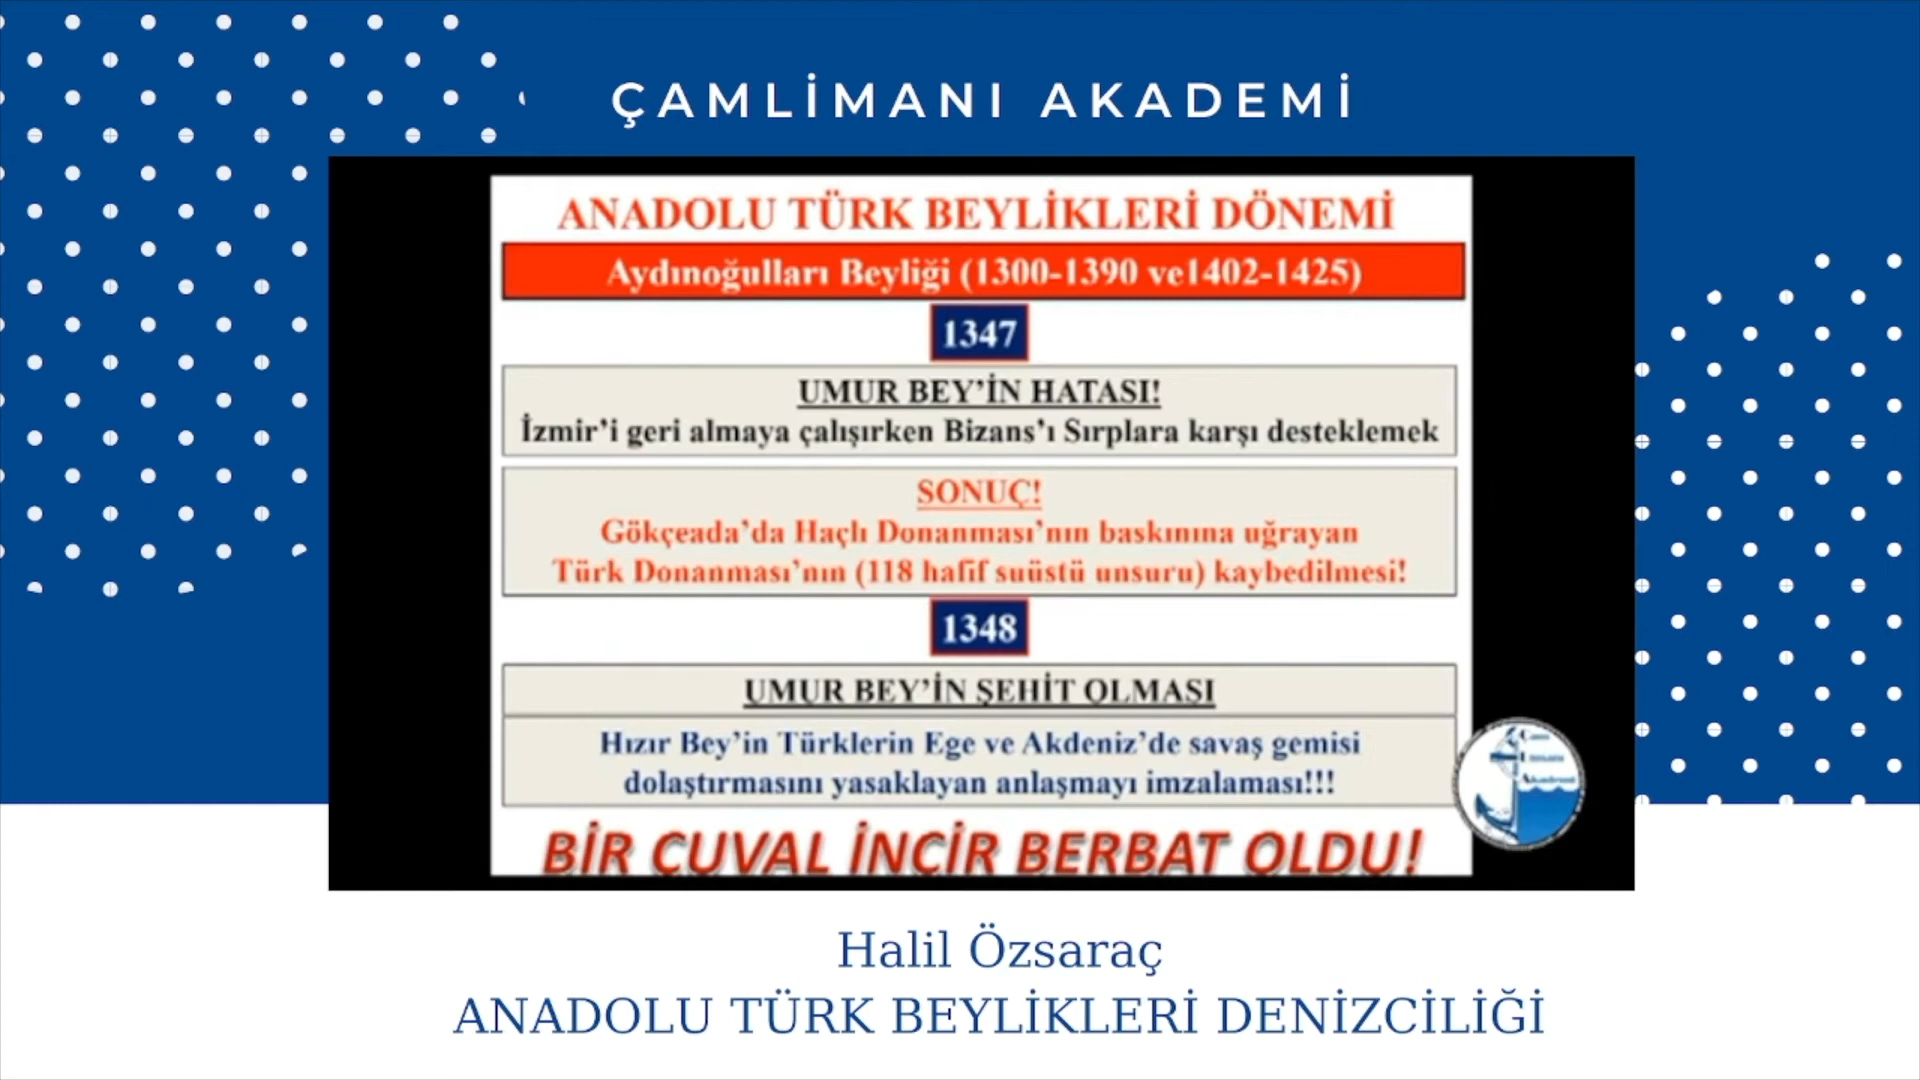 ÇAMLİMANI AKADEMİ
ANADOLU TÜRK BEYLİKLERİ DÖNEMİ
Aydınoğulları Beyliği (1300-1390 ve1402-1425)
1347
UMUR BEY’İN HATASI!
İzmir’i geri almaya çalışırken Bizans’ı Sırplara karşı desteklemek
SONUÇ!
Gökçeada’da Haçlı Donanması’nın baskınına uğrayan
Türk Donanması’nın (118 hafif suüstü unsuru) kaybedilmesi!
1348
UMUR BEY’İN ŞEHİT OLMASI
Hızır Bey’in Türklerin Ege ve Akdeniz’de savaş gemisi
dolaştırmasını yasaklayan anlaşmayı imzalaması!!!
BİR ÇUVAL İNCİR BERBAT OLDU!
Halil Özsaraç
ANADOLU TÜRK BEYLİKLERİ DENİZCİLİĞİ